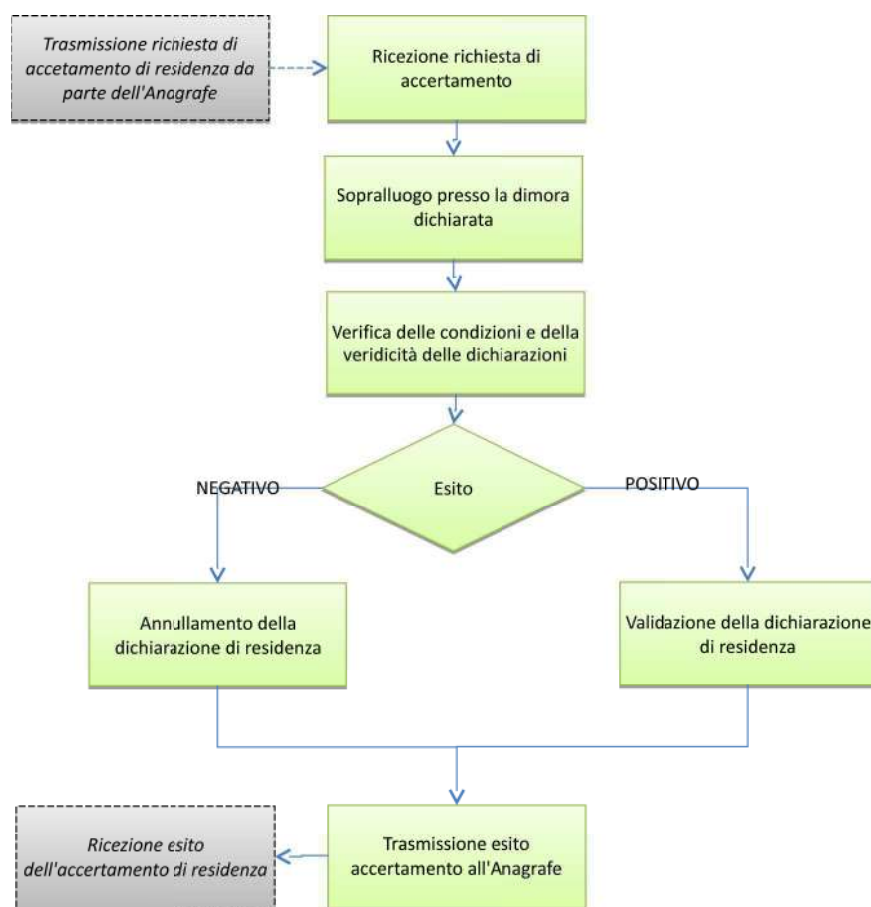 Trasmissione richiesta di
accetamento di residenza da
parte dell'Anografe
Ricezione richiesta di
accertamento
Sopralluogo presso la dimora
dichiarata
Verifica delle condizioni e della
veridicità delle dichiarazioni
Esito
NEGATIVO
POSITIVO
Annullamento della
dichiarazione di residenza
Validazione della dichiarazione
di residenza
Ricezione esito
dell'accertamento di residenza
Trasmissione esito
accertamento all'Anagrafe